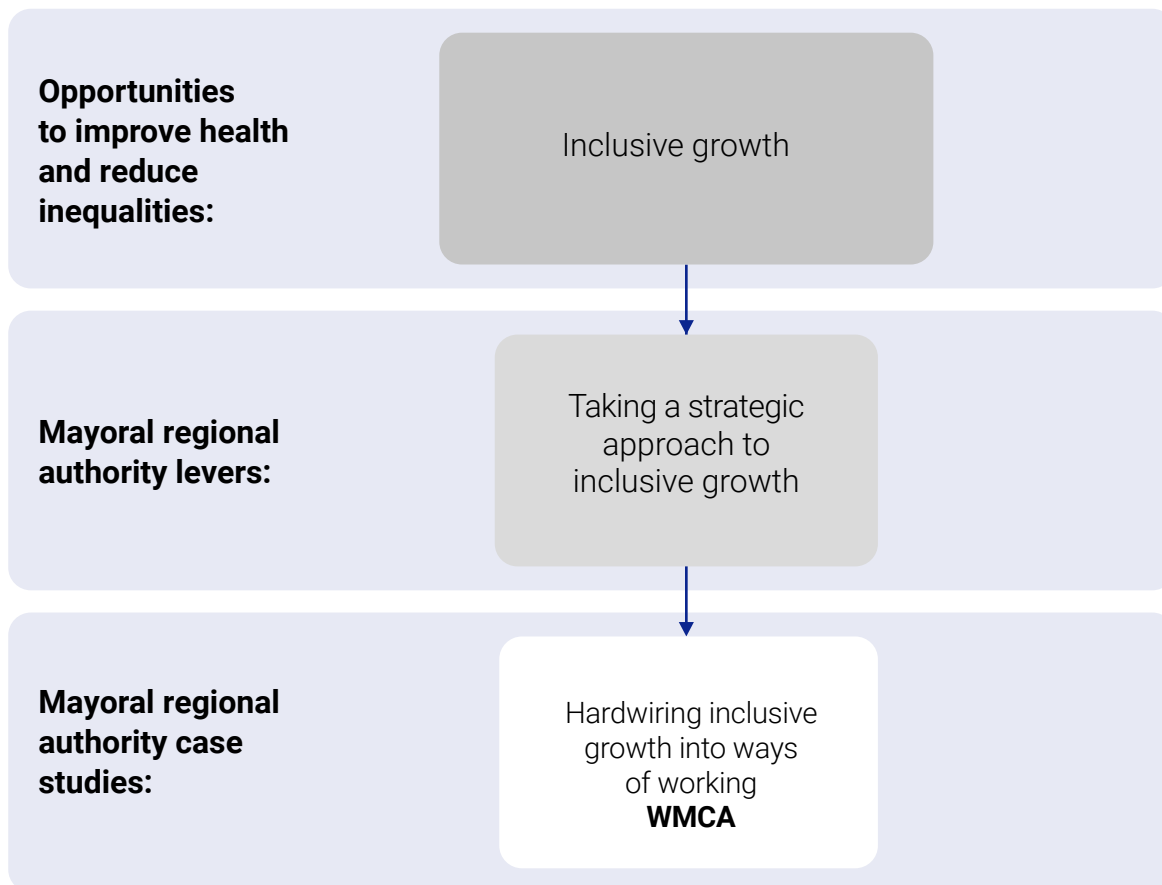 Opportunities
to improve health
and reduce
inequalities:
Inclusive growth
Mayoral regional
authority levers:
Taking a strategic
approach to
inclusive growth
Mayoral regional
authority case
studies:
Hardwiring inclusive
growth into ways
of working
WMCA